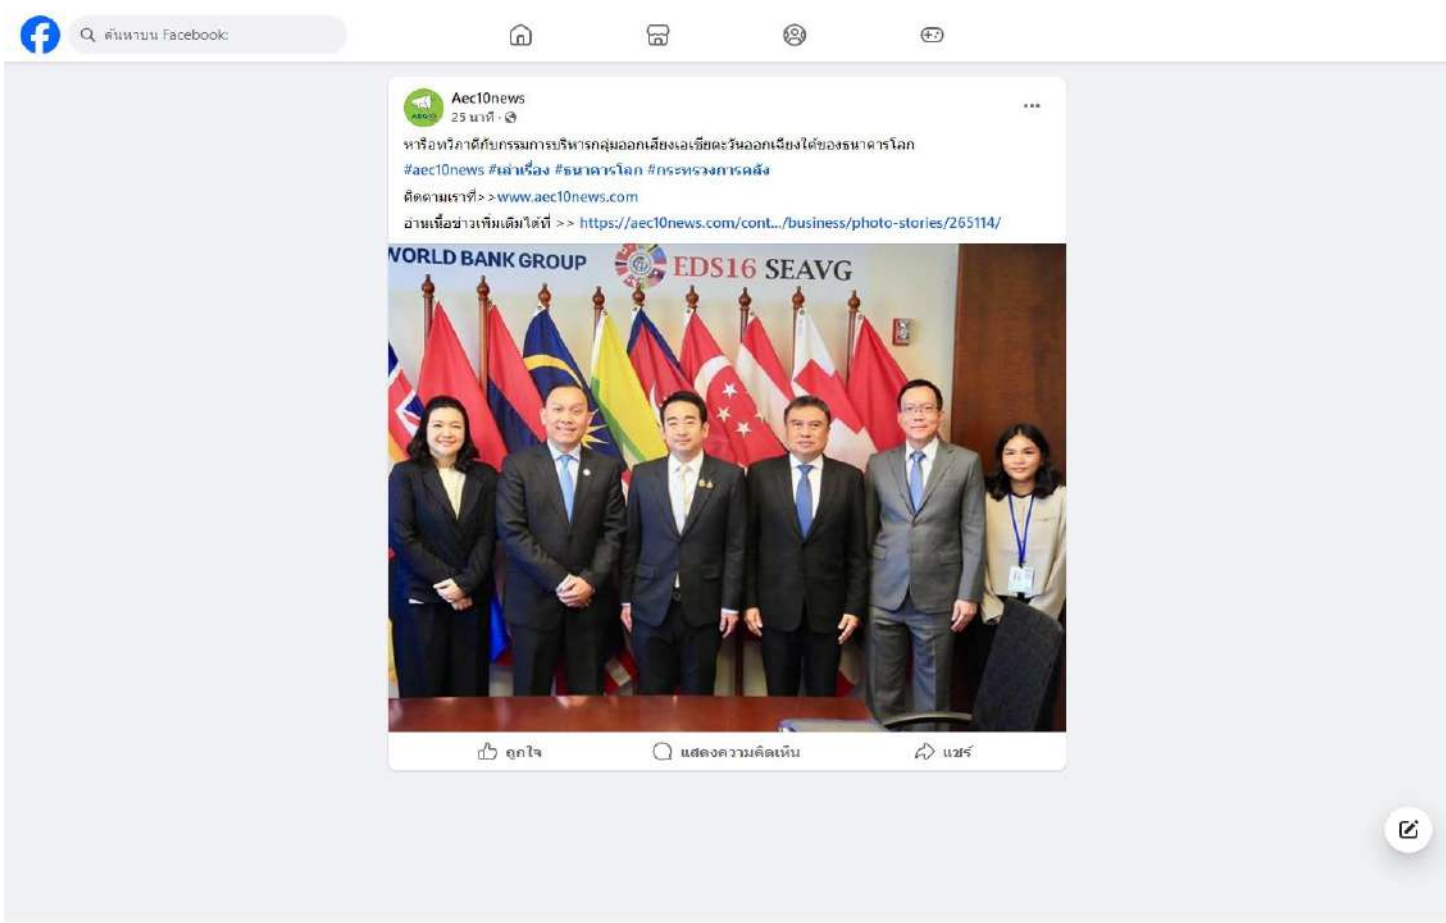 ค้นหาบน Facebook
Aec10news
25 นาที
หารือทวิภาคีกับกรรมการบริหารกลุ่มออกเสียงเอเชียตะวันออกเฉียงใต้ของธนาคารโลก
#aec10news #เล่าเรื่อง #ธนาคารโลก #กระทรวงการคลัง
ติดตามเราที่>>www.aec10news.com
อ่านเนื้อข่าวเพิ่มเติมได้ที่ >> https://aec10news.com/cont.../business/photo-stories/265114/
WORLD BANK GROUP EDS16 SEAVG
ถูกใจ แสดงความคิดเห็น แชร์